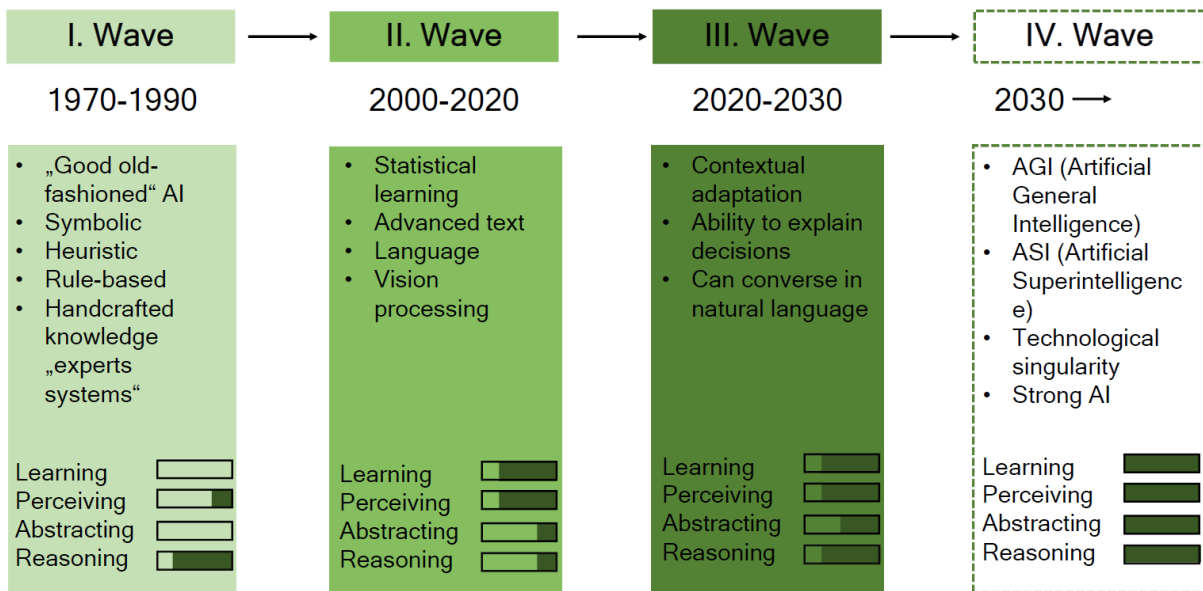 I. Wave
II. Wave
III. Wave
IV. Wave
1970-1990
2000-2020
2020-2030
2030
• „Good old-
fashioned“ AI
• Symbolic
• Heuristic
• Rule-based
• Handcrafted
knowledge
„experts
systems“
Learning
Perceiving
Abstracting
Reasoning
• Statistical
learning
• Advanced text
• Language
• Vision
processing
Learning
Perceiving
Abstracting
Reasoning
• Contextual
adaptation
• Ability to explain
decisions
• Can converse in
natural language
Learning
Perceiving
Abstracting
Reasoning
• AGI (Artificial
General
Intelligence)
• ASI (Artificial
Superintelligenc
e)
• Technological
singularity
• Strong AI
Learning
Perceiving
Abstracting
Reasoning